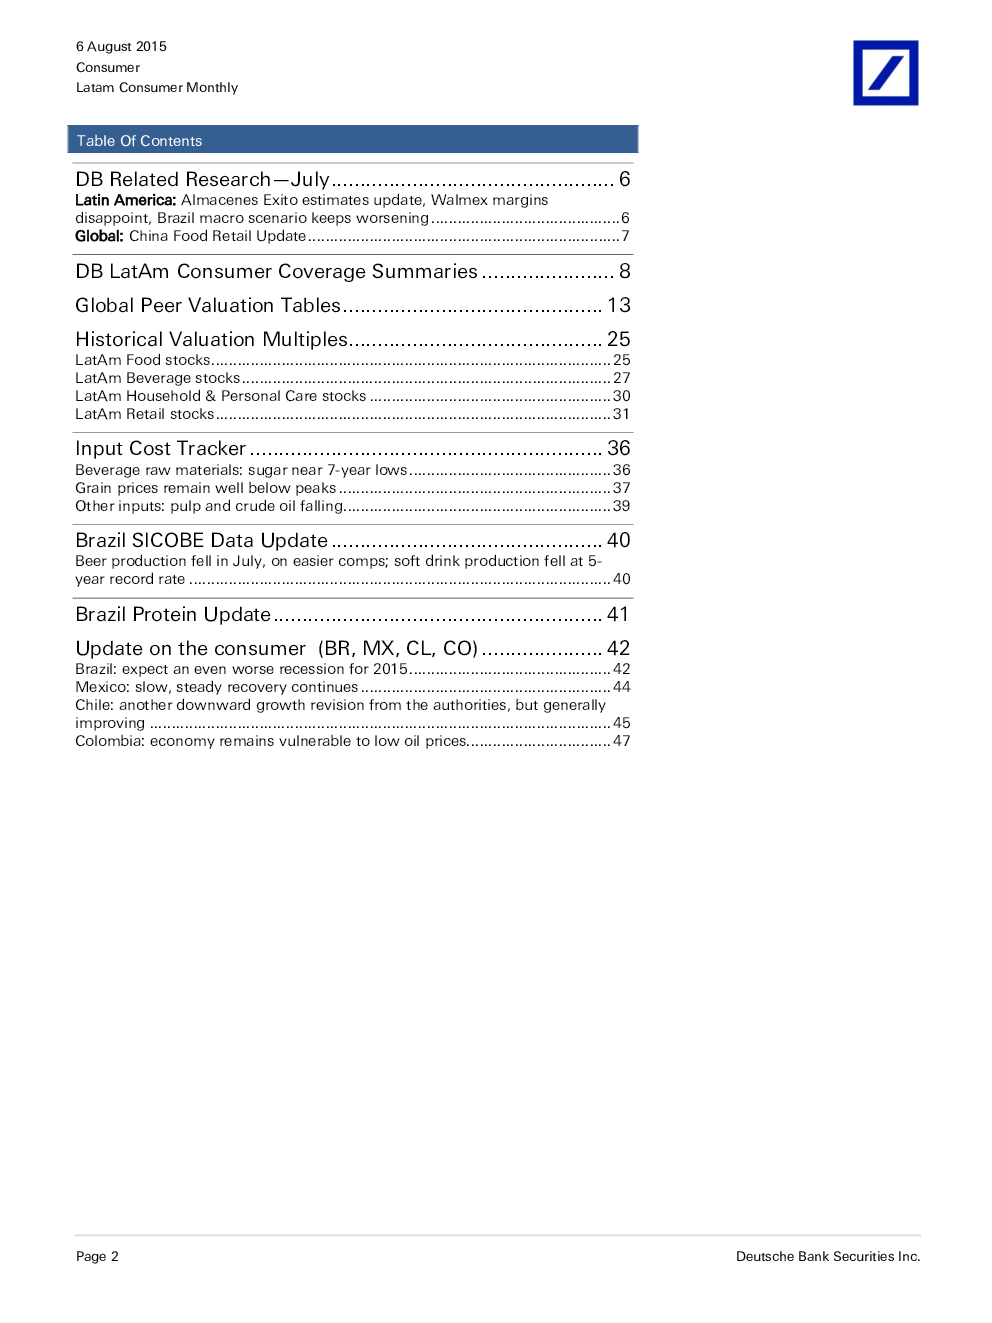 6 August 2015
Consumer
Latam Consumer Monthly
Table Of Contents
DB Related Research—July................................................. 6
Latin America: Almacenes Exito estimates update, Walmex margins
disappoint, Brazil macro scenario keeps worsening...........................................6
Global: China Food Retail Update.......................................................................7
DB LatAm Consumer Coverage Summaries ....................... 8
Global Peer Valuation Tables............................................. 13
Historical Valuation Multiples............................................ 25
LatAm Food stocks...........................................................................................25
LatAm Beverage stocks....................................................................................27
LatAm Household & Personal Care stocks .......................................................30
LatAm Retail stocks..........................................................................................31
Input Cost Tracker ............................................................. 36
Beverage raw materials: sugar near 7-year lows..............................................36
Grain prices remain well below peaks ..............................................................37
Other inputs: pulp and crude oil falling.............................................................39
Brazil SICOBE Data Update ............................................... 40
Beer production fell in July, on easier comps; soft drink production fell at 5-
year record rate ................................................................................................40
Brazil Protein Update......................................................... 41
Update on the consumer  (BR, MX, CL, CO) ..................... 42
Brazil: expect an even worse recession for 2015..............................................42
Mexico: slow, steady recovery continues .........................................................44
Chile: another downward growth revision from the authorities, but generally
improving .........................................................................................................45
Colombia: economy remains vulnerable to low oil prices.................................47
Page 2
Deutsche Bank Securities Inc.